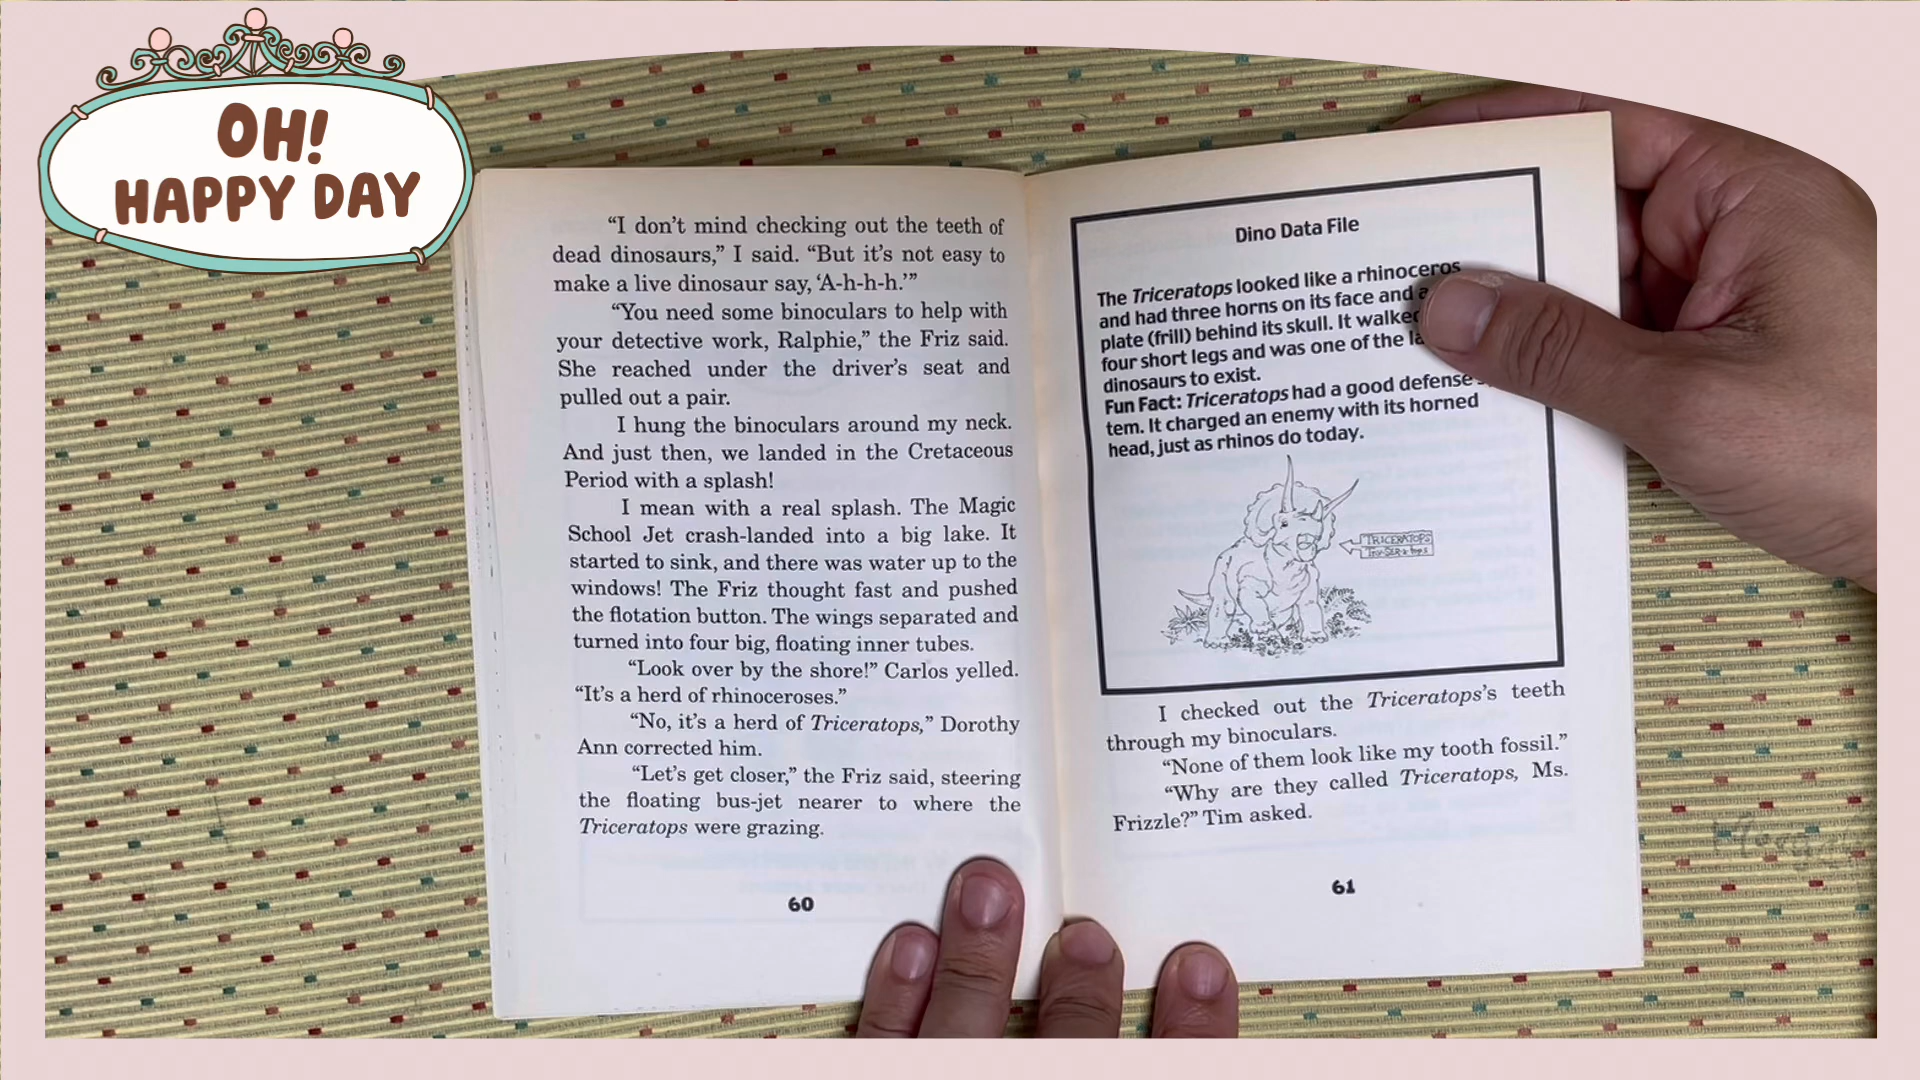 OH!
HAPPY DAY
“I don’t mind checking out the teeth of
dead dinosaurs,” I said. “But it’s not easy to
make a live dinosaur say, ‘A-h-h-h.’”
“You need some binoculars to help with
your detective work, Ralphie,” the Friz said.
She reached under the driver’s seat and
pulled out a pair.
I hung the binoculars around my neck.
And just then, we landed in the Cretaceous
Period with a splash!
I mean with a real splash. The Magic
School Jet crash-landed into a big lake. It
started to sink, and there was water up to the
windows! The Friz thought fast and pushed
the flotation button. The wings separated and
turned into four big, floating inner tubes.
“Look over by the shore!” Carlos yelled.
“It’s a herd of rhinoceroses.”
“No, it’s a herd of Triceratops,” Dorothy
Ann corrected him.
“Let’s get closer,” the Friz said, steering
the floating bus-jet nearer to where the
Triceratops were grazing.
60
Dino Data File
The Triceratops looked like a rhinoceros
and had three horns on its face and a
plate (frill) behind its skull. It walked
four short legs and was one of the
dinosaurs to exist.
Fun Fact: Triceratops had a good defense
tem. It charged an enemy with its horned
head, just as rhinos do today.
TRICERATOPS
I checked out the Triceratops’s teeth
through my binoculars.
“None of them look like my tooth fossil.”
“Why are they called Triceratops, Ms.
Frizzle?” Tim asked.
61